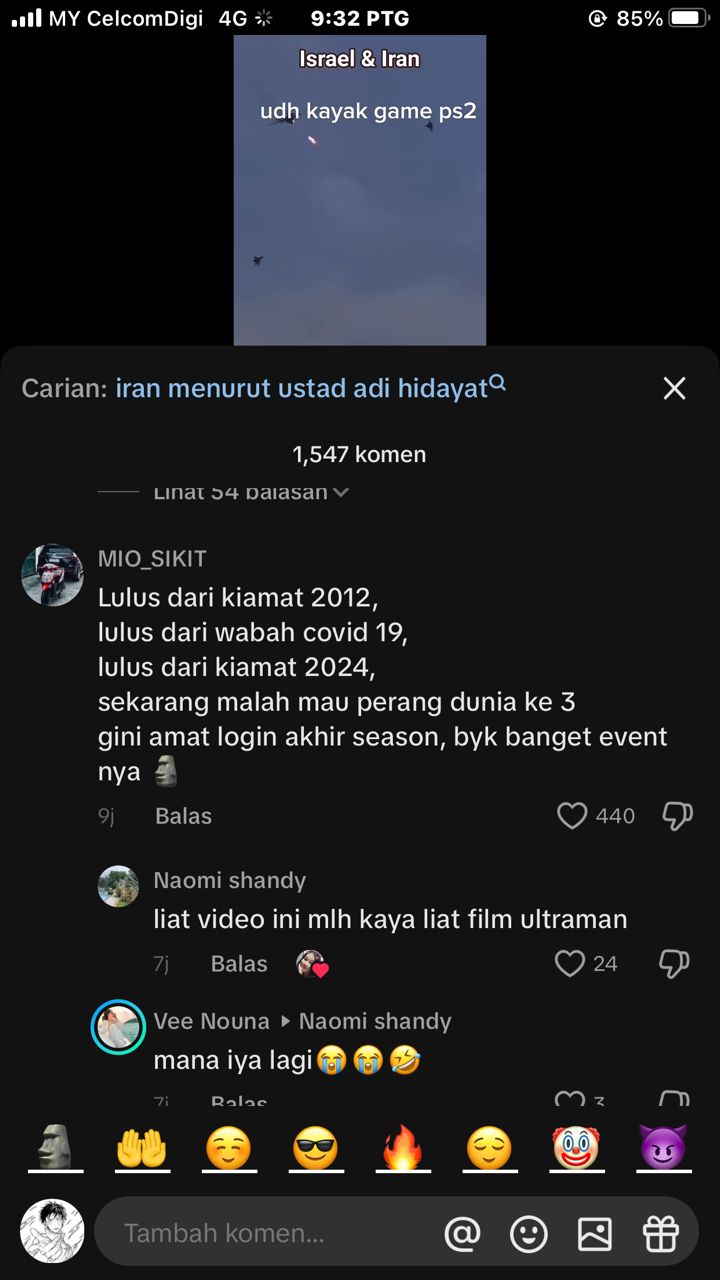 MY CelcomDigi 4G 9:32 PTG 85%
Israel & Iran
udh kayak game ps2
Carian: iran menurut ustad adi hidayat
1,547 komen
Lihat 54 balasan
MIO_SIKIT
Lulus dari kiamat 2012,
lulus dari wabah covid 19,
lulus dari kiamat 2024,
sekarang malah mau perang dunia ke 3
gini amat login akhir season, byk banget event
nya 🗿
9j Balas 440
Naomi shandy
liat video ini mlh kaya liat film ultraman
7j Balas 24
Vee Nouna ▸ Naomi shandy
mana iya lagi😭😭🤣
7j Balas 3
Tambah komen...